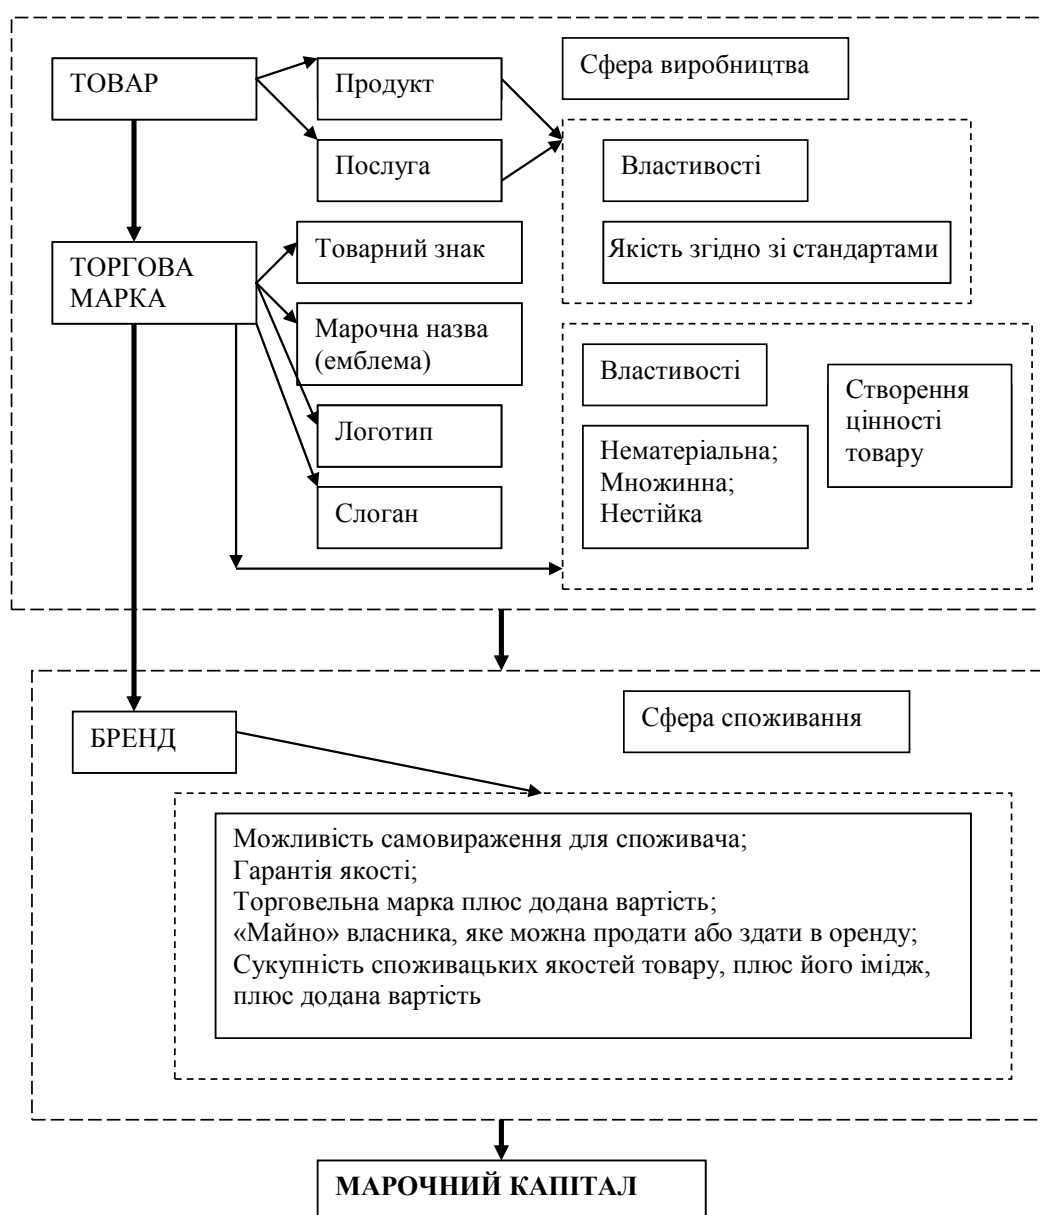 ТОВАР
Продукт
Сфера виробництва
Послуга
Властивості
Якість згідно зі стандартами
ТОРГОВА
МАРКА
Товарний знак
Марочна назва
(емблема)
Логотип
Слоган
Властивості
Нематеріальна;
Множинна;
Нестійка
Створення
цінності
товару
Сфера споживання
БРЕНД
Можливість самовираження для споживача;
Гарантія якості;
Торговельна марка плюс додана вартість;
«Майно» власника, яке можна продати або здати в оренду;
Сукупність споживацьких якостей товару, плюс його імідж,
плюс додана вартість
МАРОЧНИЙ КАПІТАЛ